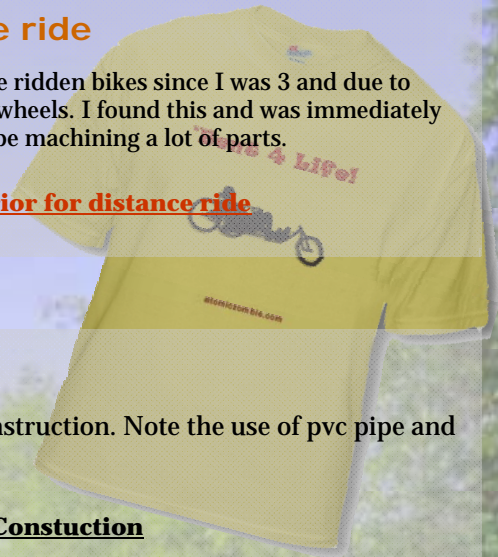 e ride
e ridden bikes since I was 3 and due to
wheels. I found this and was immediately
be machining a lot of parts.
4 Life!
ior for distance ride
atomiczombie.com
nstruction. Note the use of pvc pipe and
Constuction